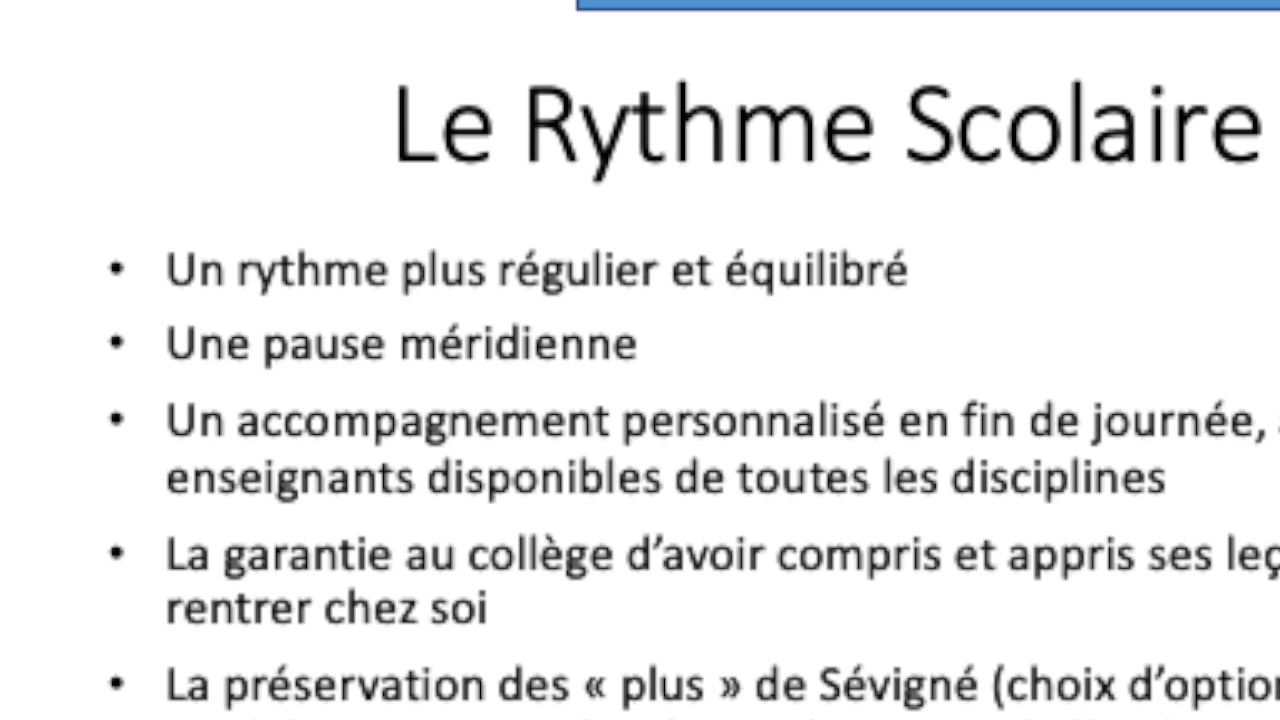 Le Rythme Scolaire
• Un rythme plus régulier et équilibré
• Une pause méridienne
• Un accompagnement personnalisé en fin de journée,
enseignants disponibles de toutes les disciplines
• La garantie au collège d’avoir compris et appris ses
rentrer chez soi
• La préservation des « plus » de Sévigné (choix